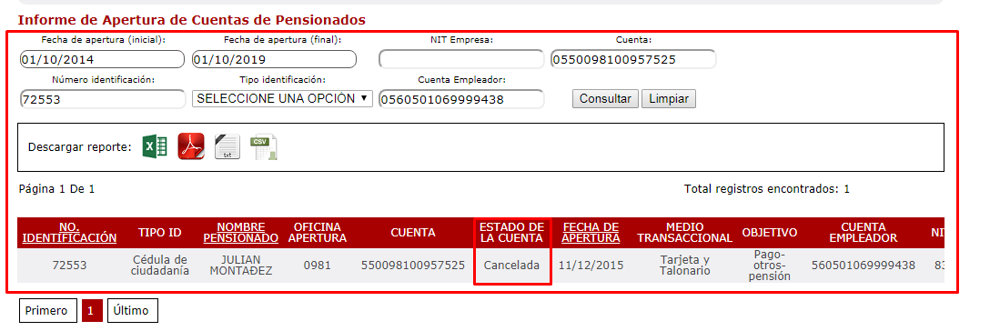 Informe de Apertura de Cuentas de Pensionados
Fecha de apertura (inicial): Fecha de apertura (final): NIT Empresa: Cuenta:
01/10/2014 01/10/2019 0550098100957525
Número identificación: Tipo identificación: Cuenta Empleador:
72553 SELECCIONE UNA OPCIÓN 0560501069999438 Consultar Limpiar
Descargar reporte: X txt CSV
Página 1 De 1 Total registros encontrados: 1
NO. IDENTIFICACIÓN TIPO ID NOMBRE PENSIONADO OFICINA APERTURA CUENTA ESTADO DE LA CUENTA FECHA DE APERTURA MEDIO TRANSACCIONAL OBJETIVO CUENTA EMPLEADOR NI
72553 Cédula de ciudadanía JULIAN MONTAÐEZ 0981 550098100957525 Cancelada 11/12/2015 Tarjeta y Talonario Pago-otros-pensión 560501069999438 83
Primero 1 Último